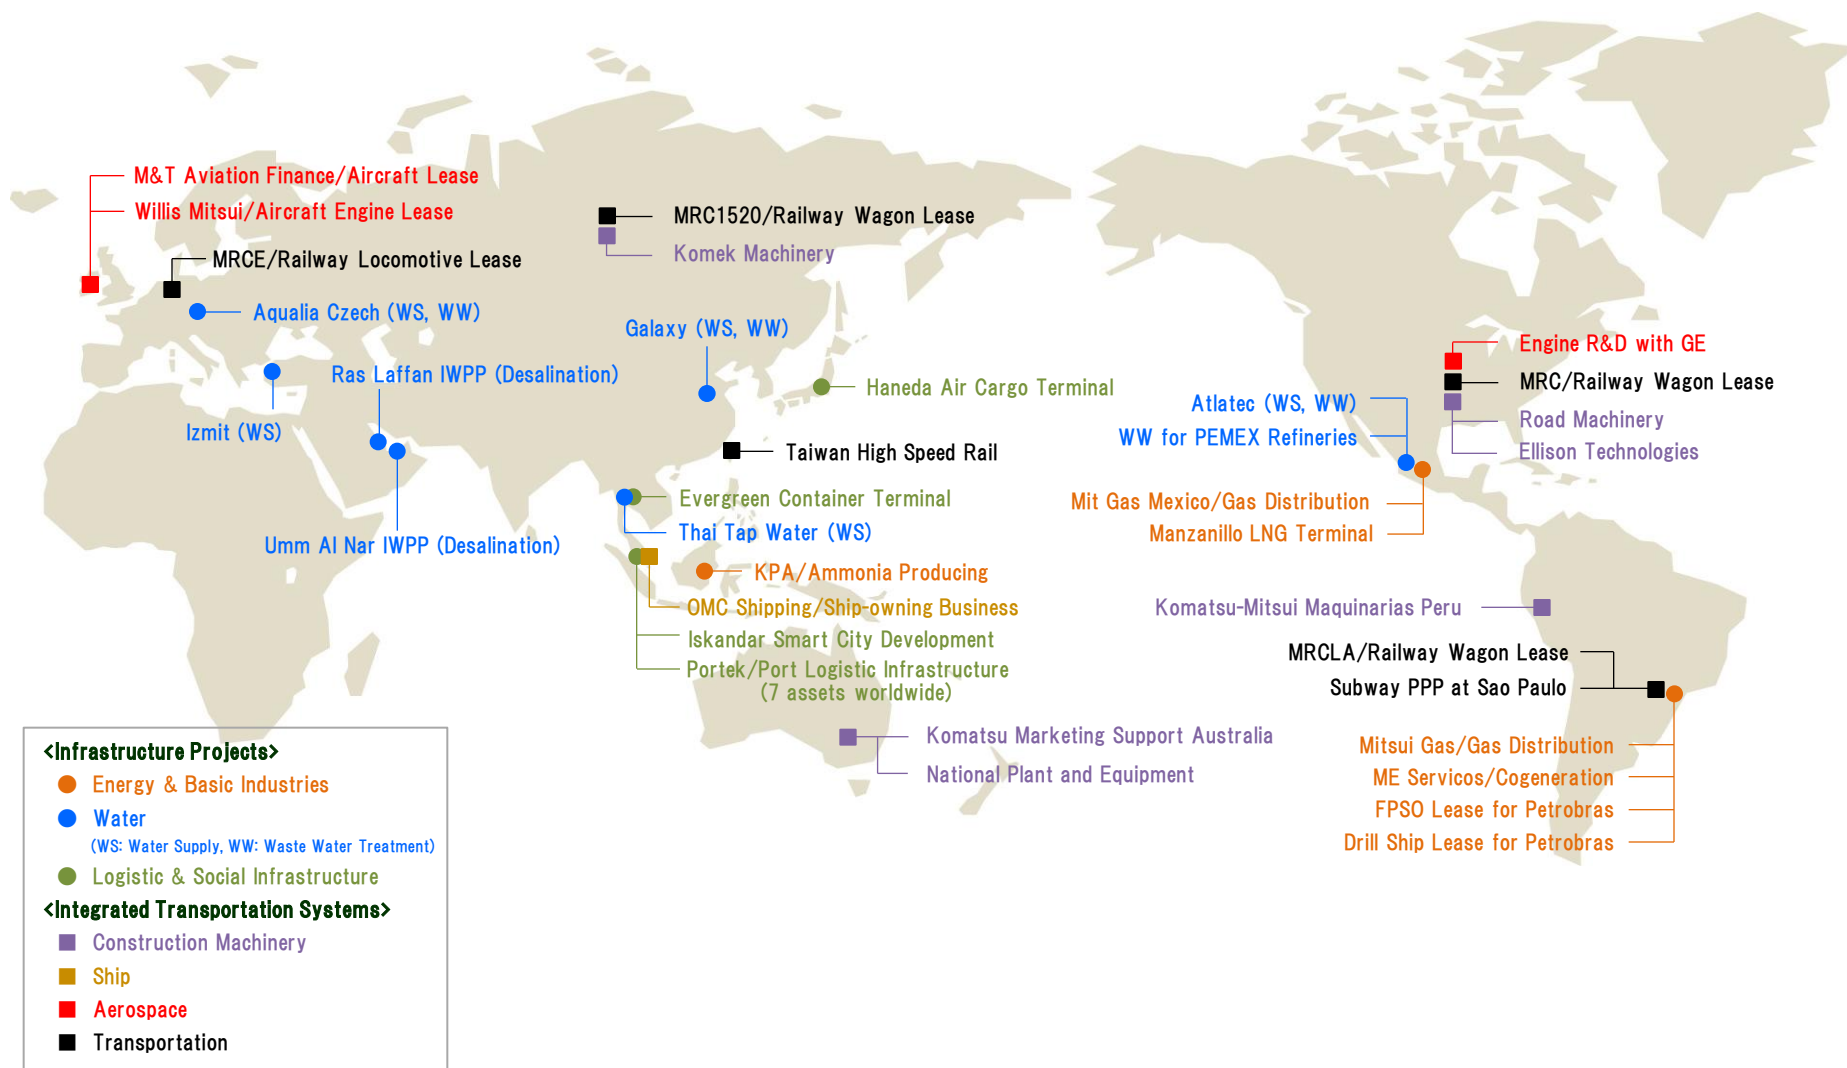 M&T Aviation Finance/Aircraft Lease
Willis Mitsui/Aircraft Engine Lease
MRCE/Railway Locomotive Lease
Aqualia Czech (WS, WW)
Izmit (WS)
Ras Laffan IWPP (Desalination)
Umm Al Nar IWPP (Desalination)
MRC1520/Railway Wagon Lease
Komek Machinery
Galaxy (WS, WW)
Haneda Air Cargo Terminal
Taiwan High Speed Rail
Evergreen Container Terminal
Thai Tap Water (WS)
KPA/Ammonia Producing
OMC Shipping/Ship-owning Business
Iskandar Smart City Development
Portek/Port Logistic Infrastructure
(7 assets worldwide)
Komatsu Marketing Support Australia
National Plant and Equipment
Engine R&D with GE
MRC/Railway Wagon Lease
Road Machinery
Ellison Technologies
Atlatec (WS, WW)
WW for PEMEX Refineries
Mit Gas Mexico/Gas Distribution
Manzanillo LNG Terminal
Komatsu-Mitsui Maquinarias Peru
MRCLA/Railway Wagon Lease
Subway PPP at Sao Paulo
Mitsui Gas/Gas Distribution
ME Servicos/Cogeneration
FPSO Lease for Petrobras
Drill Ship Lease for Petrobras
<Infrastructure Projects>
Energy & Basic Industries
Water
(WS: Water Supply, WW: Waste Water Treatment)
Logistic & Social Infrastructure
<Integrated Transportation Systems>
Construction Machinery
Ship
Aerospace
Transportation